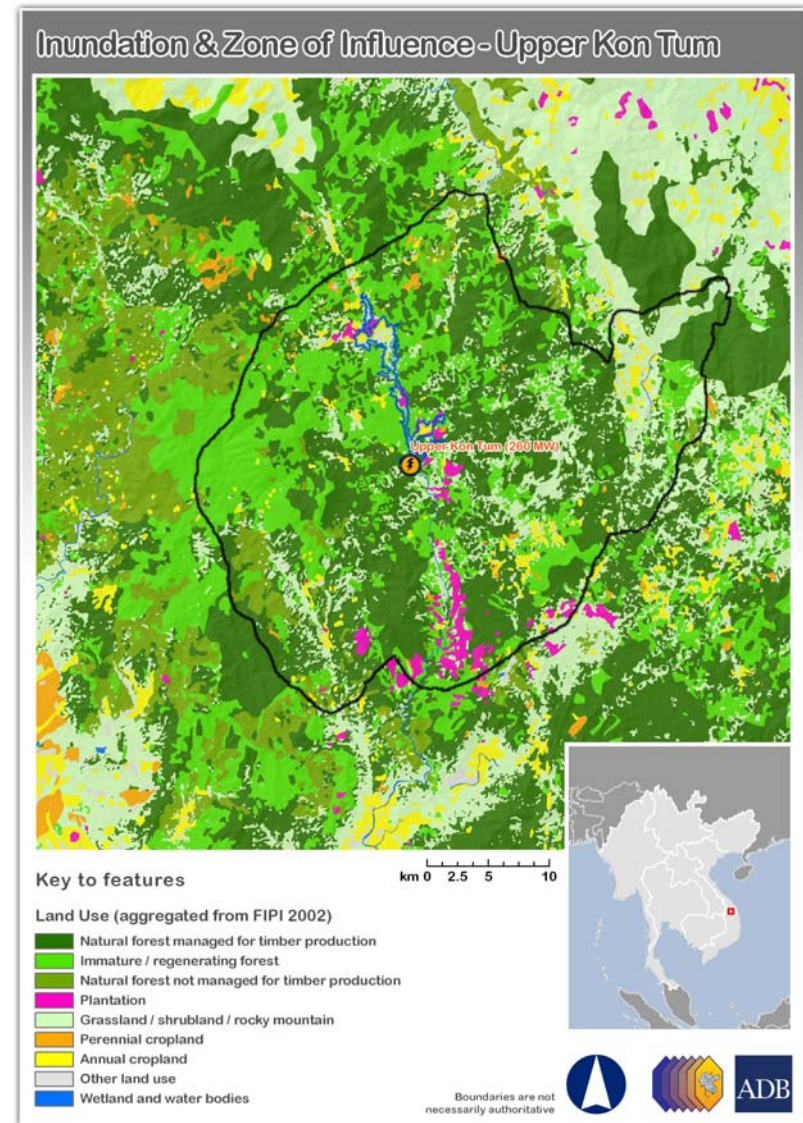 Inundation & Zone of Influence - Upper Kon Tum
Upper Kon Tum (260 MW)
km 0 2.5 5 10
Key to features
Land Use (aggregated from FIPI 2002)
Natural forest managed for timber production
Immature / regenerating forest
Natural forest not managed for timber production
Plantation
Grassland / shrubland / rocky mountain
Perennial cropland
Annual cropland
Other land use
Wetland and water bodies
Boundaries are not
necessarily authoritative
ADB